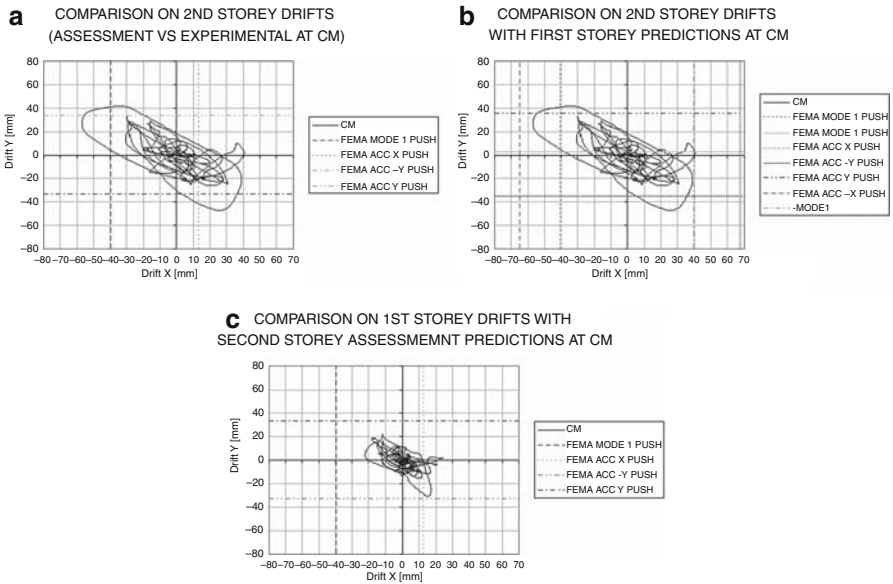 a COMPARISON ON 2ND STOREY DRIFTS
(ASSESSMENT VS EXPERIMENTAL AT CM)
Drift Y [mm]
80
60
40
20
0
−20
−40
−60
−80
−80−70−60−50−40−30−20−10 0 10 20 30 40 50 60 70
Drift X [mm]
CM
FEMA MODE 1 PUSH
FEMA ACC X PUSH
FEMA ACC −Y PUSH
FEMA ACC Y PUSH
b COMPARISON ON 2ND STOREY DRIFTS
WITH FIRST STOREY PREDICTIONS AT CM
Drift Y [mm]
80
60
40
20
0
−20
−40
−60
−80
−80−70−60−50−40−30−20−10 0 10 20 30 40 50 60 70
Drift X [mm]
CM
FEMA MODE 1 PUSH
FEMA MODE 1 PUSH
FEMA ACC X PUSH
FEMA ACC -Y PUSH
FEMA ACC Y PUSH
FEMA ACC −X PUSH
-MODE1
c COMPARISON ON 1ST STOREY DRIFTS WITH
SECOND STOREY ASSESSMEMNT PREDICTIONS AT CM
Drift Y [mm]
80
60
40
20
0
−20
−40
−60
−80
−80−70−60−50−40−30−20−10 0 10 20 30 40 50 60 70
Drift X [mm]
CM
FEMA MODE 1 PUSH
FEMA ACC X PUSH
FEMA ACC -Y PUSH
FEMA ACC Y PUSH